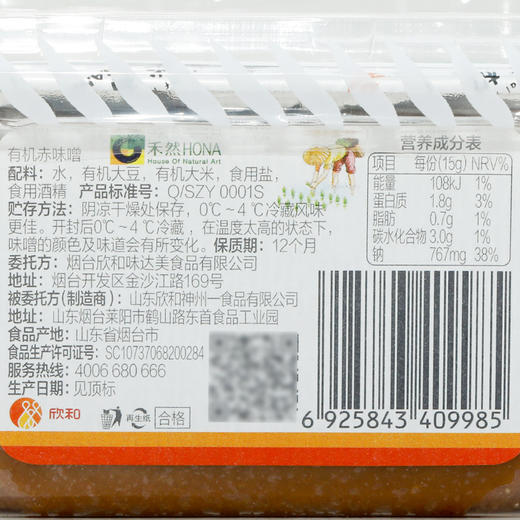 有机赤味噌
禾然HONA
House Of Natural Art
配料：水，有机大豆，有机大米，食用盐，
食用酒精 产品标准号：Q/SZY 0001S
贮存方法：阴凉干燥处保存，0℃~4℃冷藏风味
更佳。开封后0℃~4℃冷藏，在温度太高的状态下，
味噌的颜色及味道会有所变化。保质期：12个月
委托方：烟台欣和味达美食品有限公司
地址：烟台开发区金沙江路169号
被委托方(制造商)：山东欣和神州一食品有限公司
地址：山东烟台莱阳市鹤山路东首食品工业园
食品产地：山东省烟台市
食品生产许可证号：SC10737068200284
服务热线：4006 680 666
生产日期：见顶标
欣和
再生纸
合格
营养成分表
项目 每份(15g) NRV%
能量 108kJ 1%
蛋白质 1.8g 3%
脂肪 0.7g 1%
碳水化合物 3.0g 1%
钠 767mg 38%
6 925843 409985